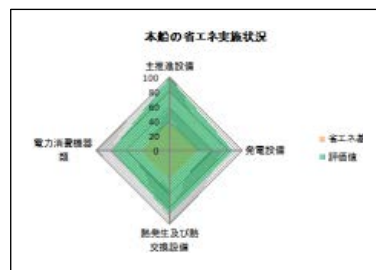 本船の省エネ実施状況
主推進設備
100
80
60
40
20
0
電力消費機器
類
発電設備
熱発生及び熱
交換設備
省エネ基
評価値